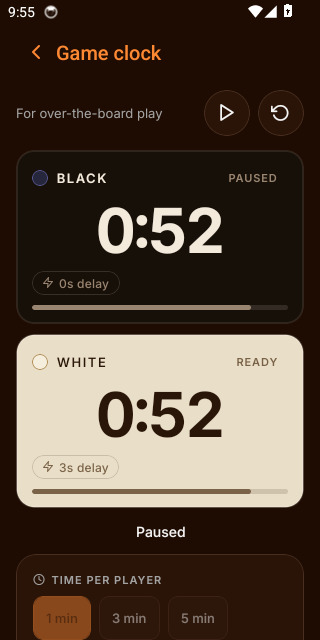 9:55
Game clock
For over-the-board play
BLACK
PAUSED
0:52
0s delay
WHITE
READY
0:52
3s delay
Paused
TIME PER PLAYER
1 min
3 min
5 min